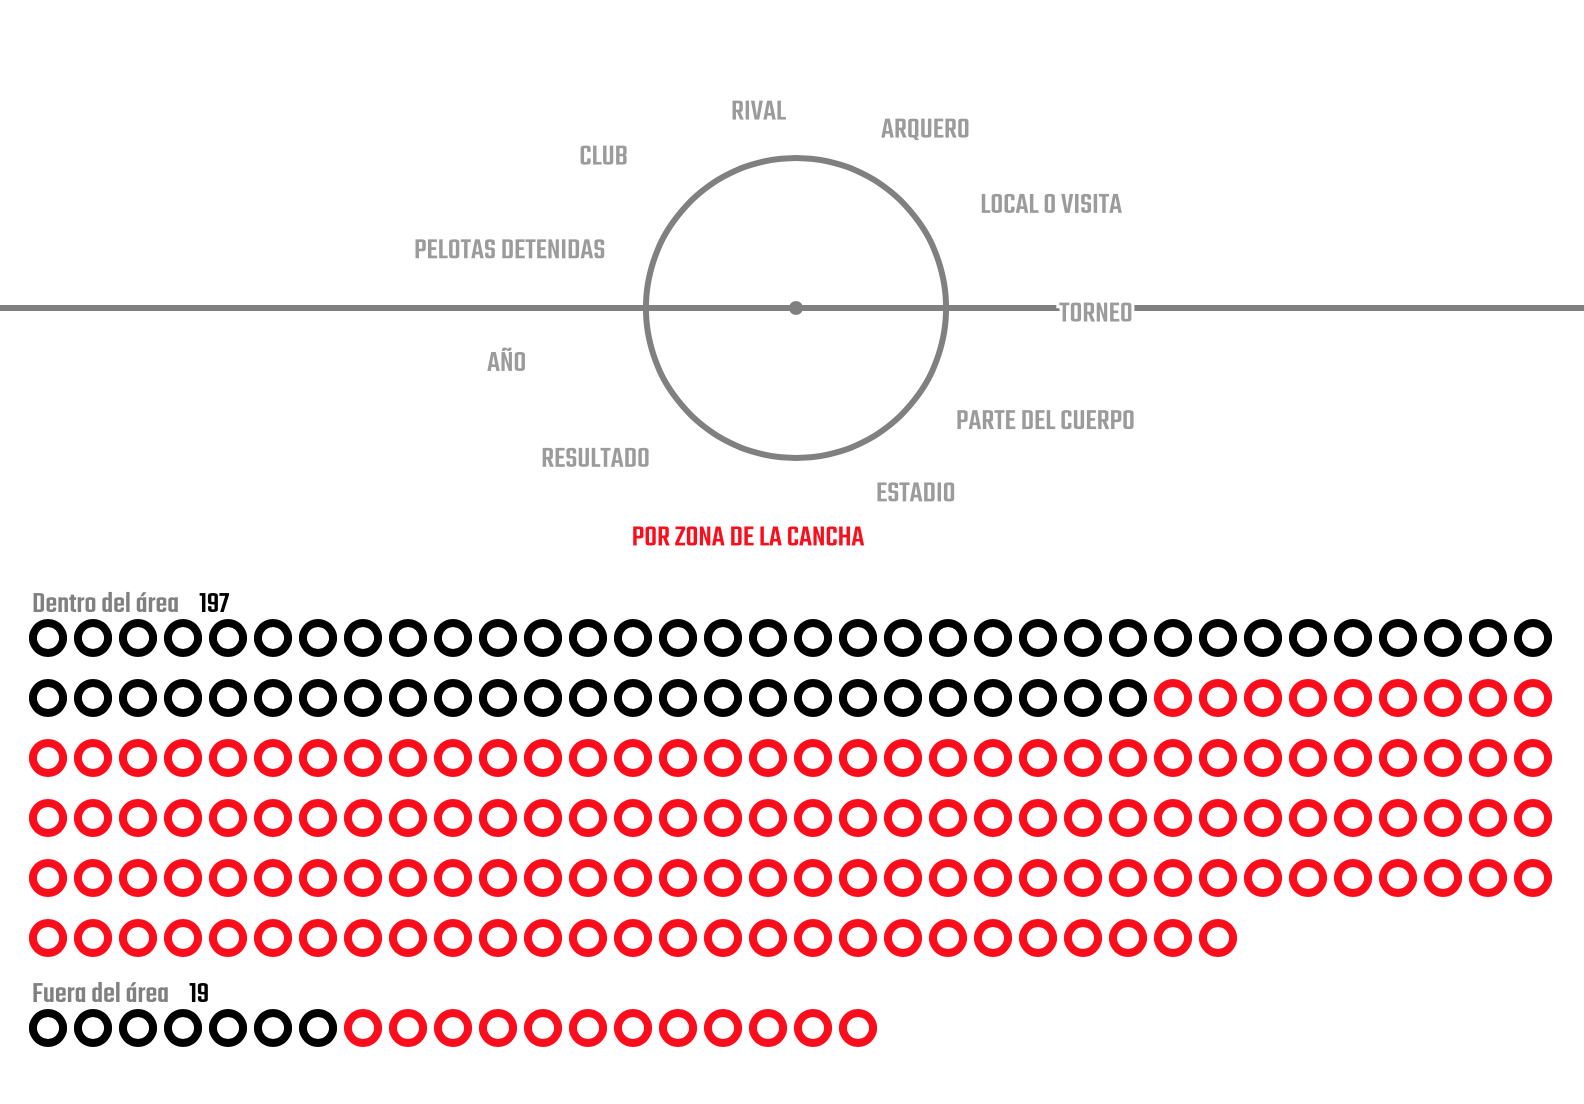 RIVAL
ARQUERO
CLUB
LOCAL O VISITA
PELOTAS DETENIDAS
TORNEO
AÑO
PARTE DEL CUERPO
RESULTADO
ESTADIO
POR ZONA DE LA CANCHA
Dentro del área 197
Fuera del área 19